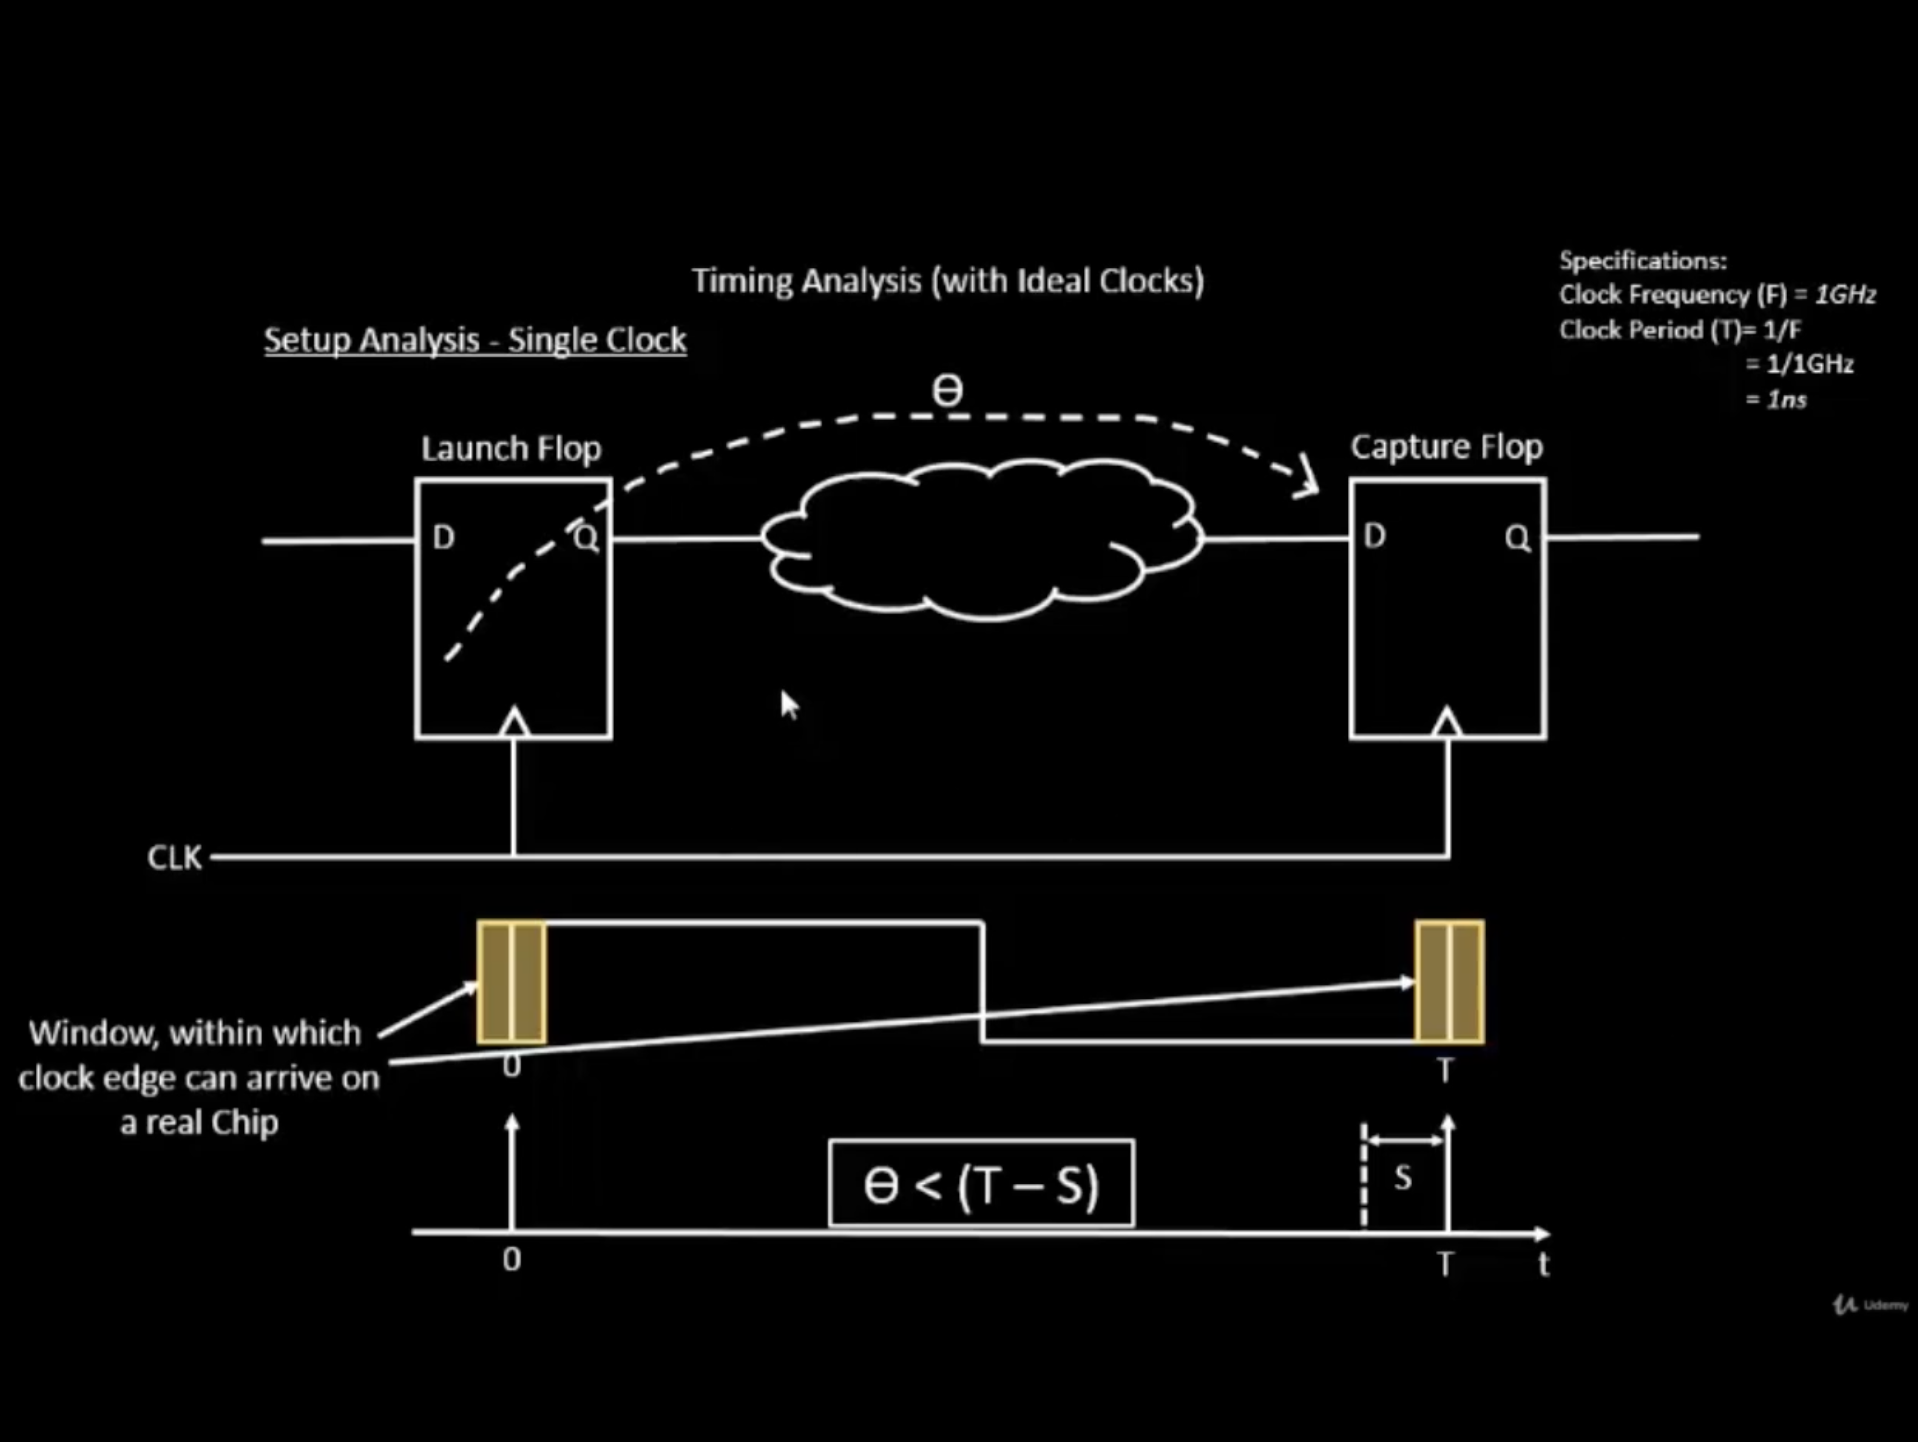 Timing Analysis (with Ideal Clocks)
Specifications:
Clock Frequency (F) = 1GHz
Clock Period (T)= 1/F
= 1/1GHz
= 1ns
Setup Analysis - Single Clock
Ɵ
Launch Flop
Capture Flop
D
Q
D
Q
CLK
Window, within which
clock edge can arrive on
a real Chip
0
T
Ɵ < (T – S)
S
0
T
t
Udemy